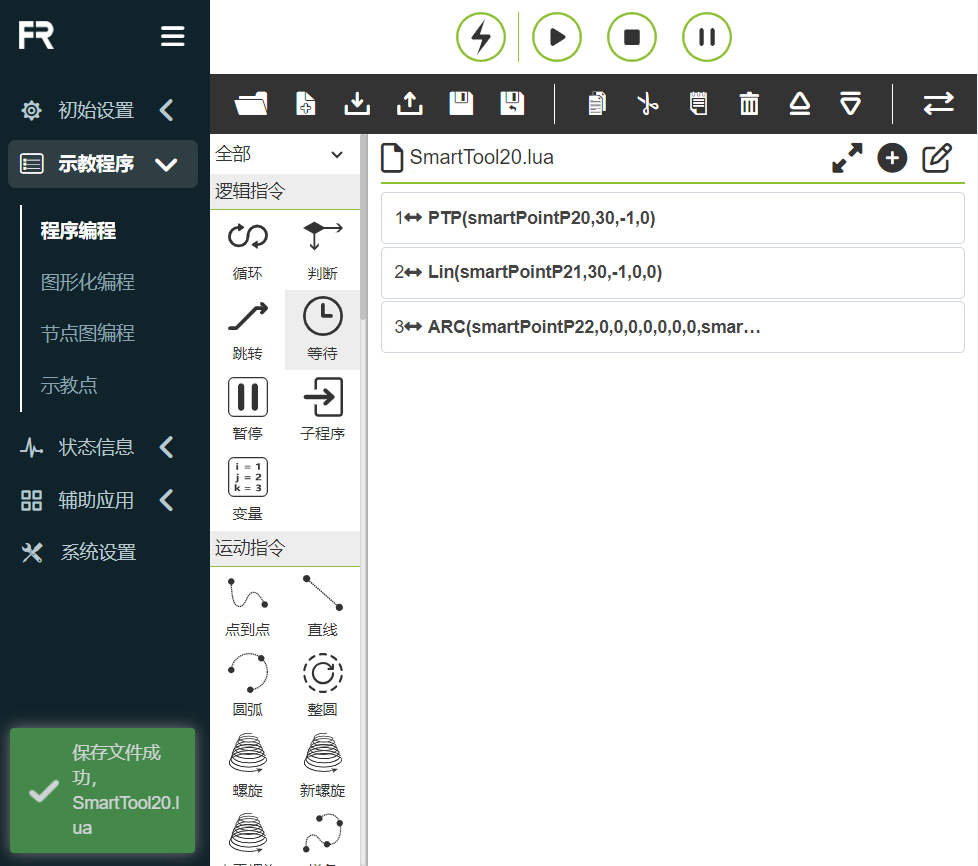 FR
初始设置
示教程序
程序编程
图形化编程
节点图编程
示教点
状态信息
辅助应用
系统设置
保存文件成
功,
SmartTool20.l
ua
全部
逻辑指令
循环
判断
跳转
等待
暂停
子程序
i = 1
j = 2
k = 3
变量
运动指令
点到点
直线
圆弧
整圆
螺旋
新螺旋
SmartTool20.lua
1 PTP(smartPointP20,30,-1,0)
2 Lin(smartPointP21,30,-1,0,0)
3 ARC(smartPointP22,0,0,0,0,0,0,0,smar…